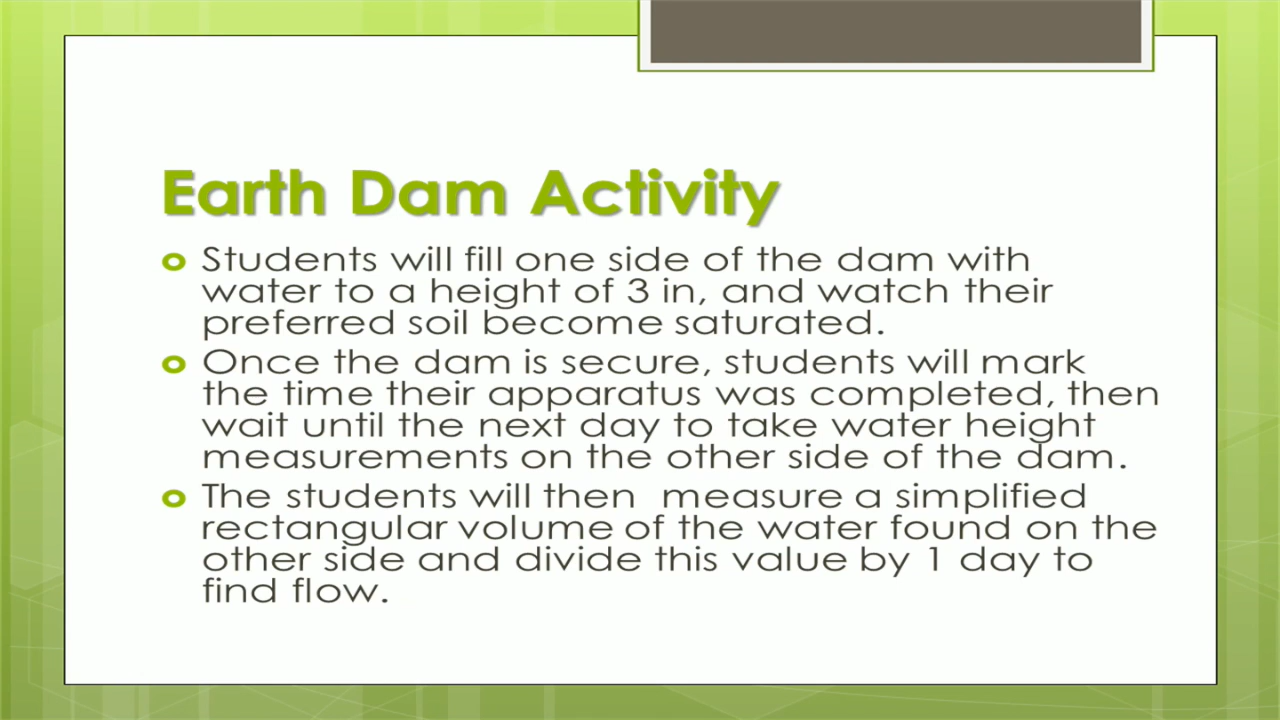 Earth Dam Activity
Students will fill one side of the dam with
water to a height of 3 in, and watch their
preferred soil become saturated.
Once the dam is secure, students will mark
the time their apparatus was completed, then
wait until the next day to take water height
measurements on the other side of the dam.
The students will then  measure a simplified
rectangular volume of the water found on the
other side and divide this value by 1 day to
find flow.